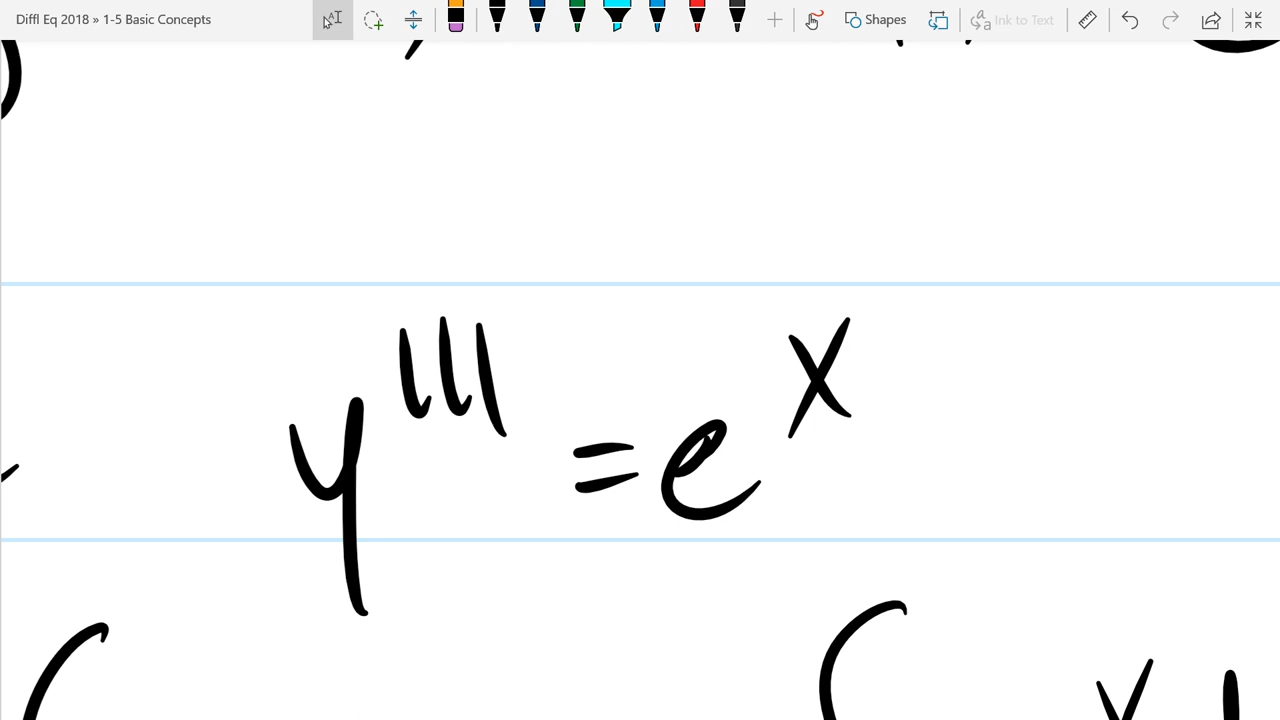 Diffl Eq 2018 » 1-5 Basic Concepts
Shapes
Ink to Text
y''' = e^x